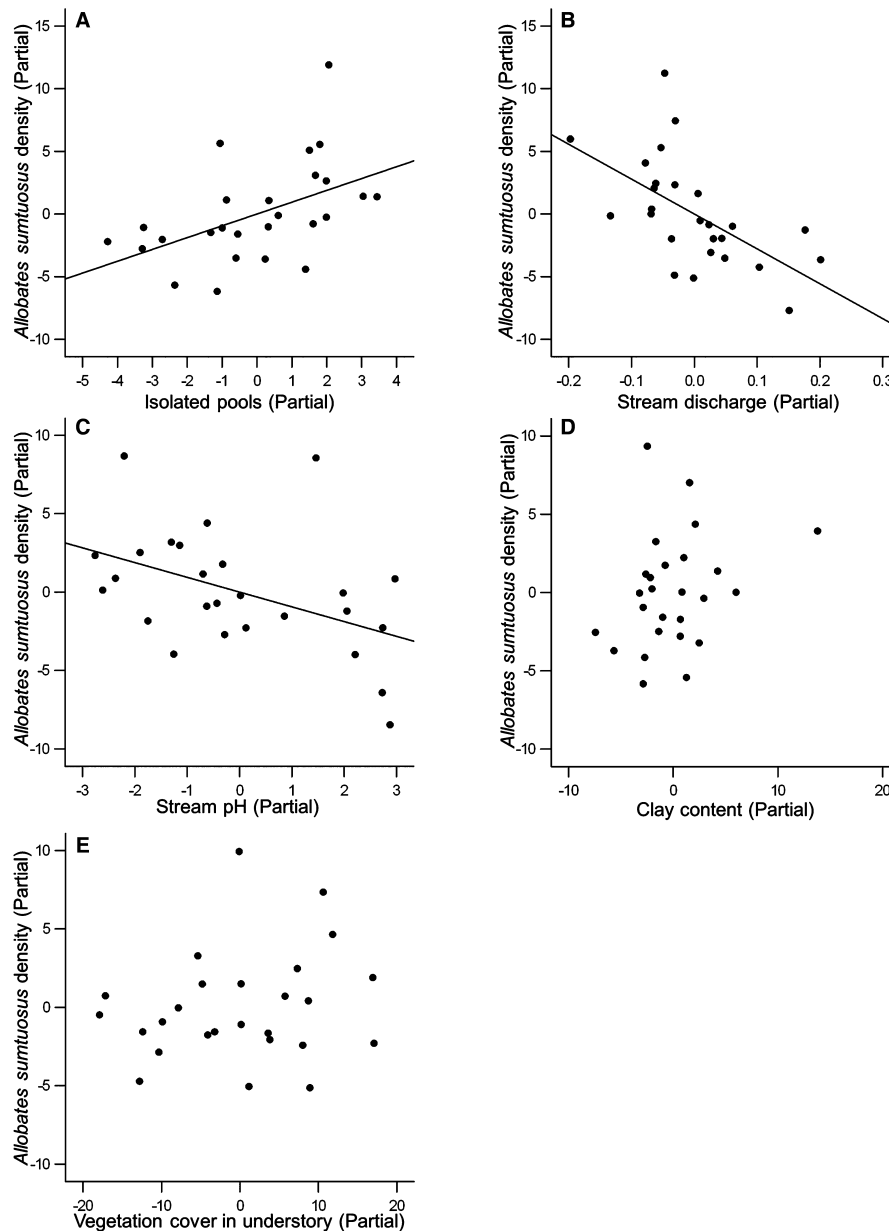 A
Allobates sumtuosus density (Partial)
15
10
5
0
-5
-10
-5 -4 -3 -2 -1 0 1 2 3 4
Isolated pools (Partial)
B
Allobates sumtuosus density (Partial)
15
10
5
0
-5
-10
-0.2 -0.1 0.0 0.1 0.2 0.3
Stream discharge (Partial)
C
Allobates sumtuosus density (Partial)
10
5
0
-5
-10
-3 -2 -1 0 1 2 3
Stream pH (Partial)
D
Allobates sumtuosus density (Partial)
10
5
0
-5
-10
-10 0 10 20
Clay content (Partial)
E
Allobates sumtuosus density (Partial)
10
5
0
-5
-10
-20 -10 0 10 20
Vegetation cover in understory (Partial)